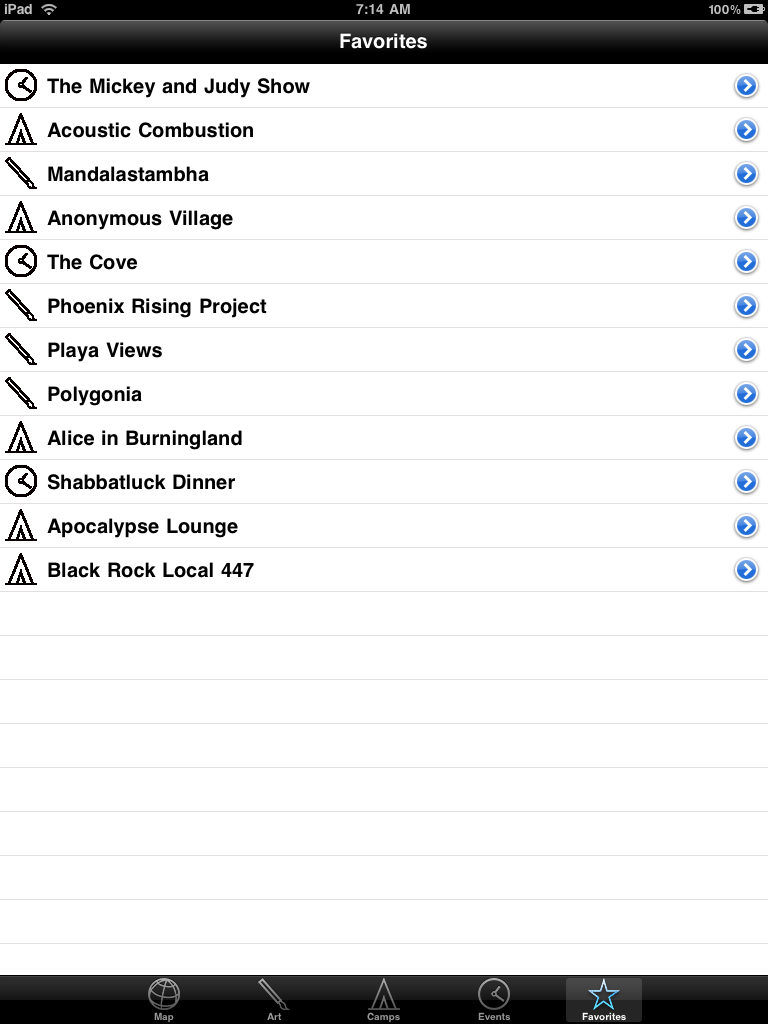 iPad 7:14 AM 100%
Favorites
The Mickey and Judy Show
Acoustic Combustion
Mandalastambha
Anonymous Village
The Cove
Phoenix Rising Project
Playa Views
Polygonia
Alice in Burningland
Shabbatluck Dinner
Apocalypse Lounge
Black Rock Local 447
Map Art Camps Events Favorites